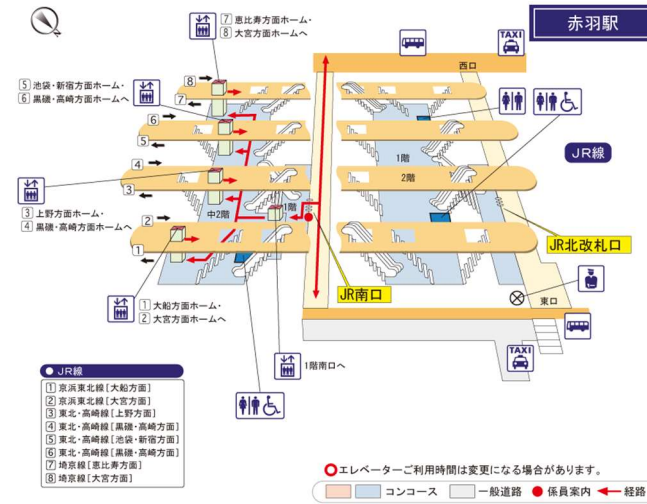 赤羽駅
7 恵比寿方面ホーム・
8 大宮方面ホームへ
TAXI
西口
5 池袋・新宿方面ホーム・
6 黒磯・高崎方面ホームへ
8
7
6
5
1階
JR線
4
3
2階
3 上野方面ホーム・
4 黒磯・高崎方面ホームへ
中2階
1階
2
1
JR北改札口
JR南口
東口
1 大船方面ホーム・
2 大宮方面ホームへ
TAXI
1階南口へ
JR線
1 京浜東北線[大船方面]
2 京浜東北線[大宮方面]
3 東北・高崎線[上野方面]
4 東北・高崎線[黒磯・高崎方面]
5 東北・高崎線[池袋・新宿方面]
6 東北・高崎線[黒磯・高崎方面]
7 埼京線[恵比寿方面]
8 埼京線[大宮方面]
エレベーターご利用時間は変更になる場合があります。
コンコース 一般道路 係員案内 経路